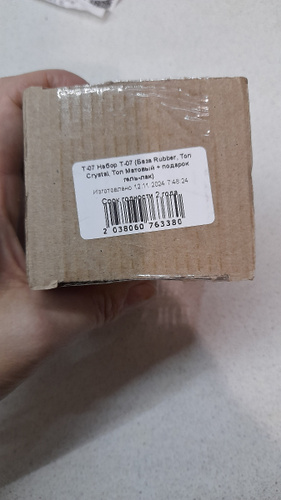 T-07 Набор T-07 (База Rubber, Топ
Crystal, Топ Матовый + подарок
гель-лак)
Изготовлено 12.11.2024 7:48:24
Срок годности 2 года
2 038060 763380